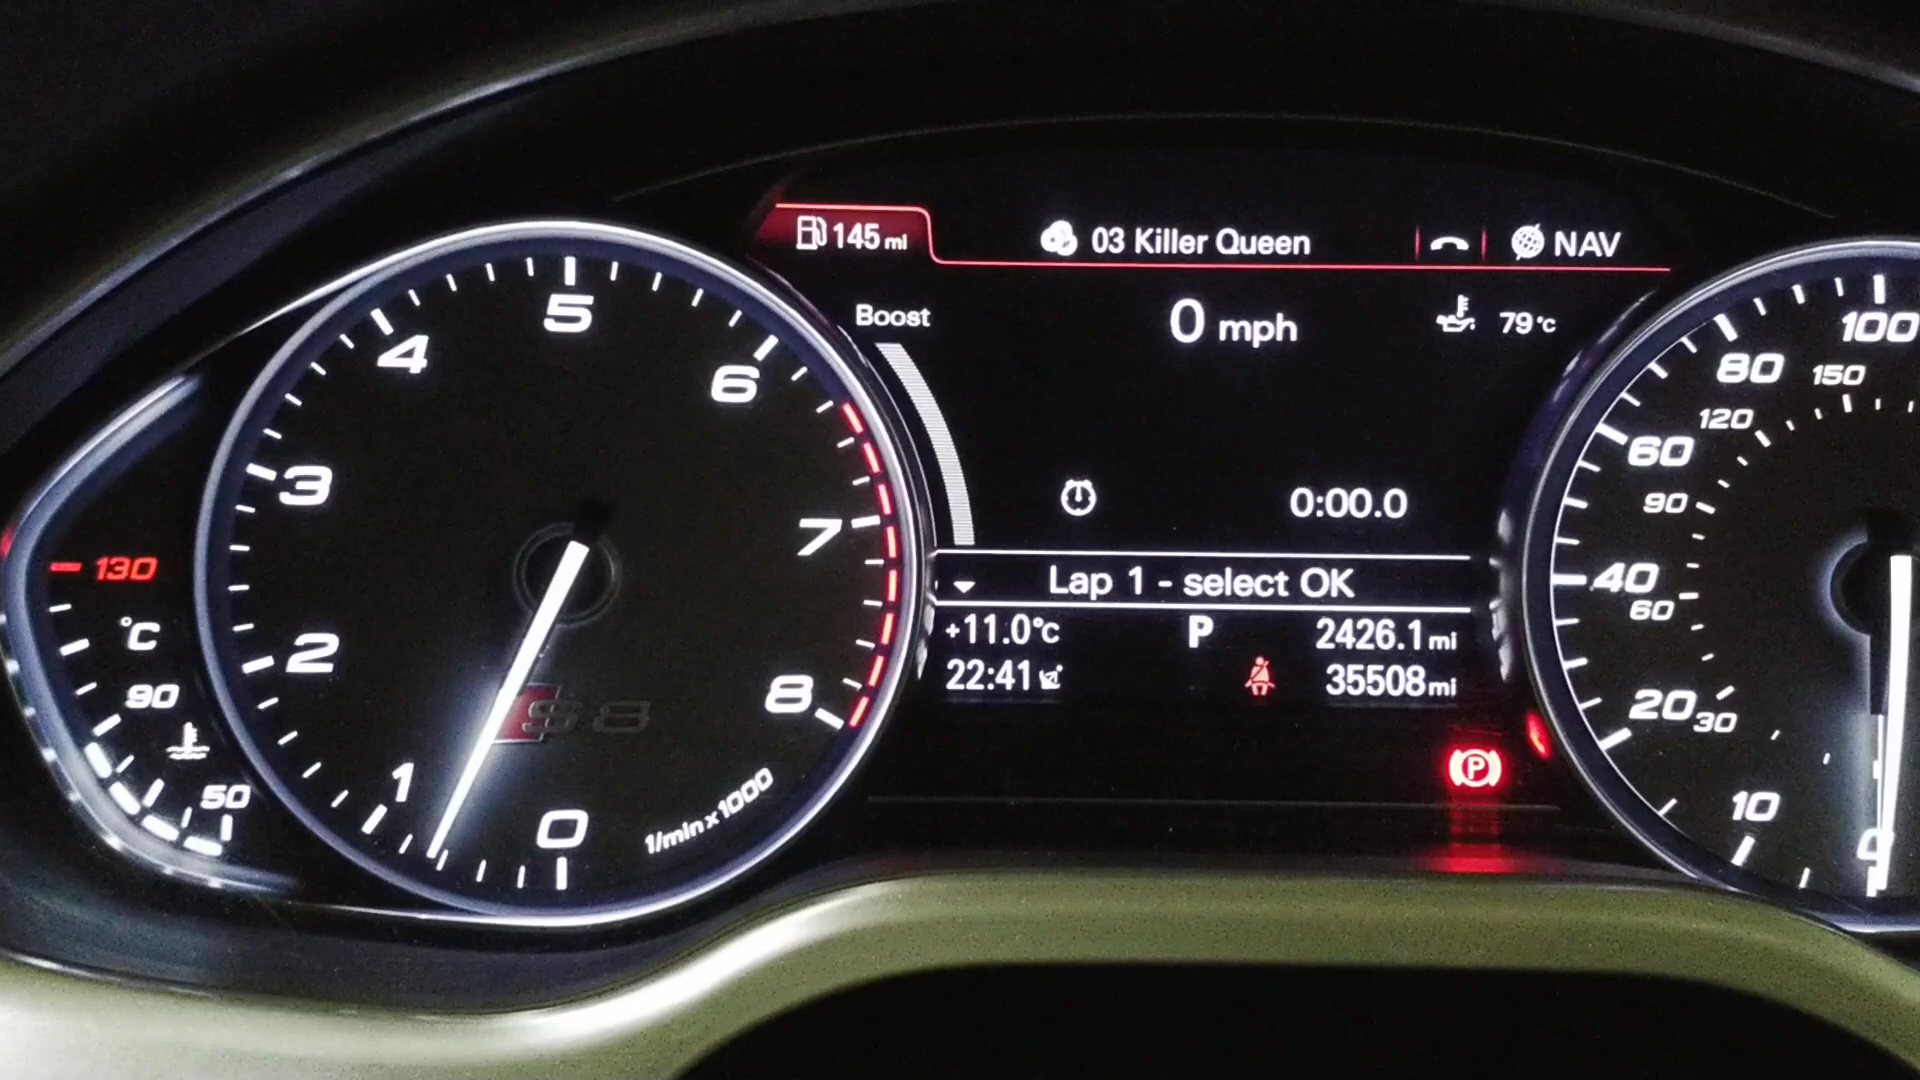 145 mi
03 Killer Queen
NAV
Boost
0 mph
79°c
0:00.0
Lap 1 - select OK
+11.0°c
P
2426.1 mi
22:41
35508 mi
P
0
1
2
3
4
5
6
7
8
1/min x 1000
S8
130
°C
90
50
0
10
20
40
60
80
100
30
60
90
120
150